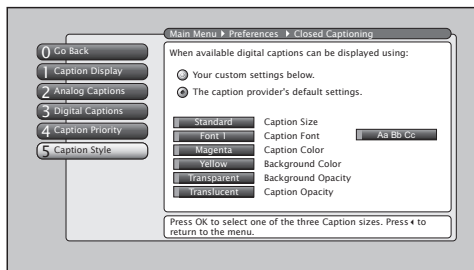 Main Menu ▶ Preferences ▶ Closed Captioning
0 Go Back
1 Caption Display
2 Analog Captions
3 Digital Captions
4 Caption Priority
5 Caption Style
When available digital captions can be displayed using:
Your custom settings below.
The caption provider's default settings.
Standard Caption Size
Font 1 Caption Font Aa Bb Cc
Magenta Caption Color
Yellow Background Color
Transparent Background Opacity
Translucent Caption Opacity
Press OK to select one of the three Caption sizes. Press ◀ to
return to the menu.